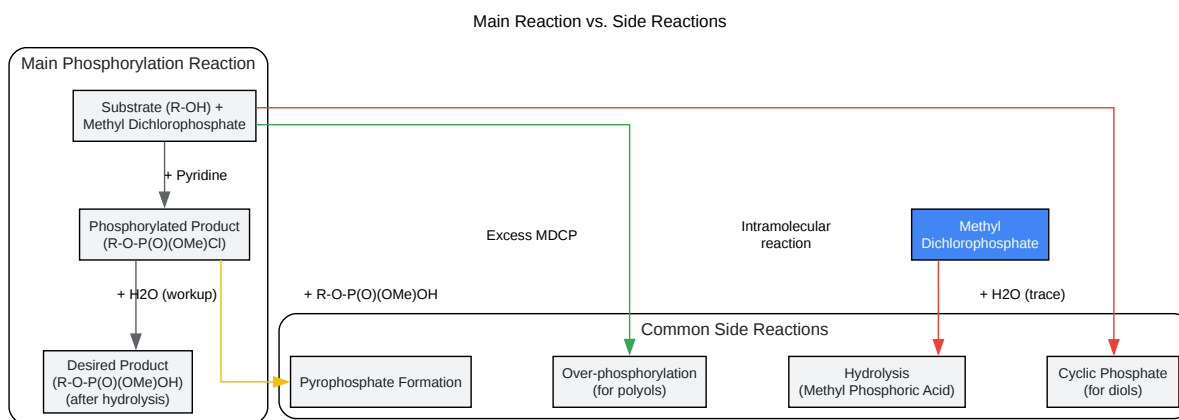 Main Reaction vs. Side Reactions
Main Phosphorylation Reaction
Substrate (R-OH) +
Methyl Dichlorophosphate
+ Pyridine
Phosphorylated Product
(R-O-P(O)(OMe)Cl)
+ H2O (workup)
Desired Product
(R-O-P(O)(OMe)OH)
(after hydrolysis)
Excess MDCP
Intramolecular
reaction
Methyl
Dichlorophosphate
+ R-O-P(O)(OMe)OH
+ H2O (trace)
Common Side Reactions
Pyrophosphate Formation
Over-phosphorylation
(for polyols)
Hydrolysis
(Methyl Phosphoric Acid)
Cyclic Phosphate
(for diols)